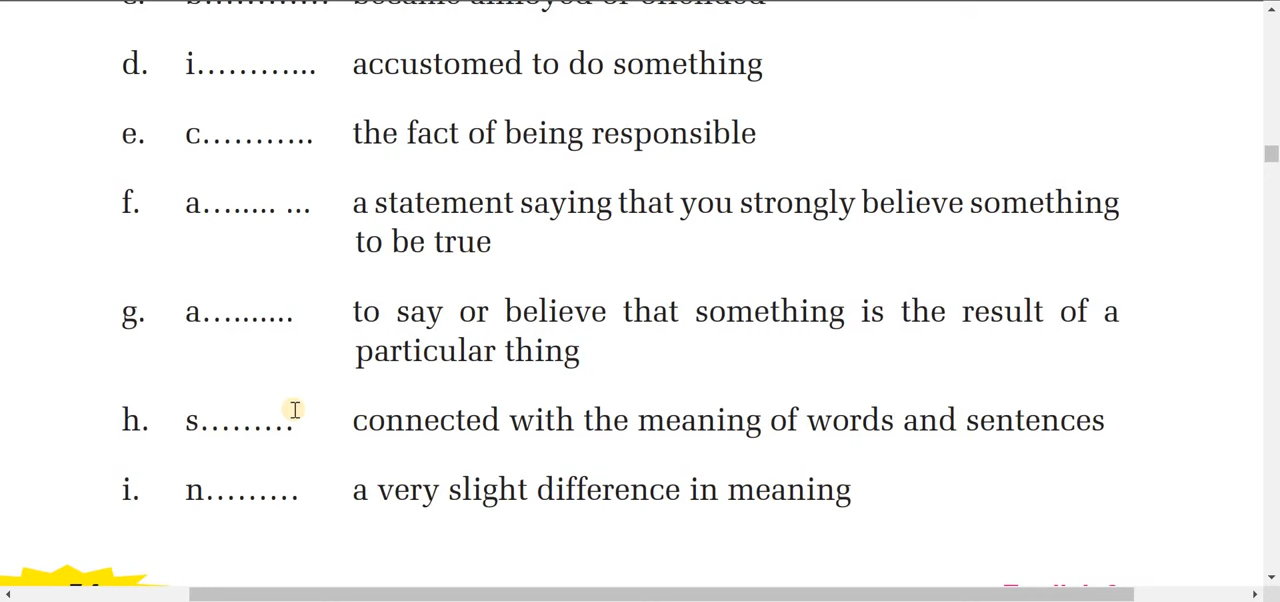 d. i………... accustomed to do something
e. c……….. the fact of being responsible
f. a…..... ... a statement saying that you strongly believe something
to be true
g. a…....... to say or believe that something is the result of a
particular thing
h. s……… connected with the meaning of words and sentences
i. n……… a very slight difference in meaning